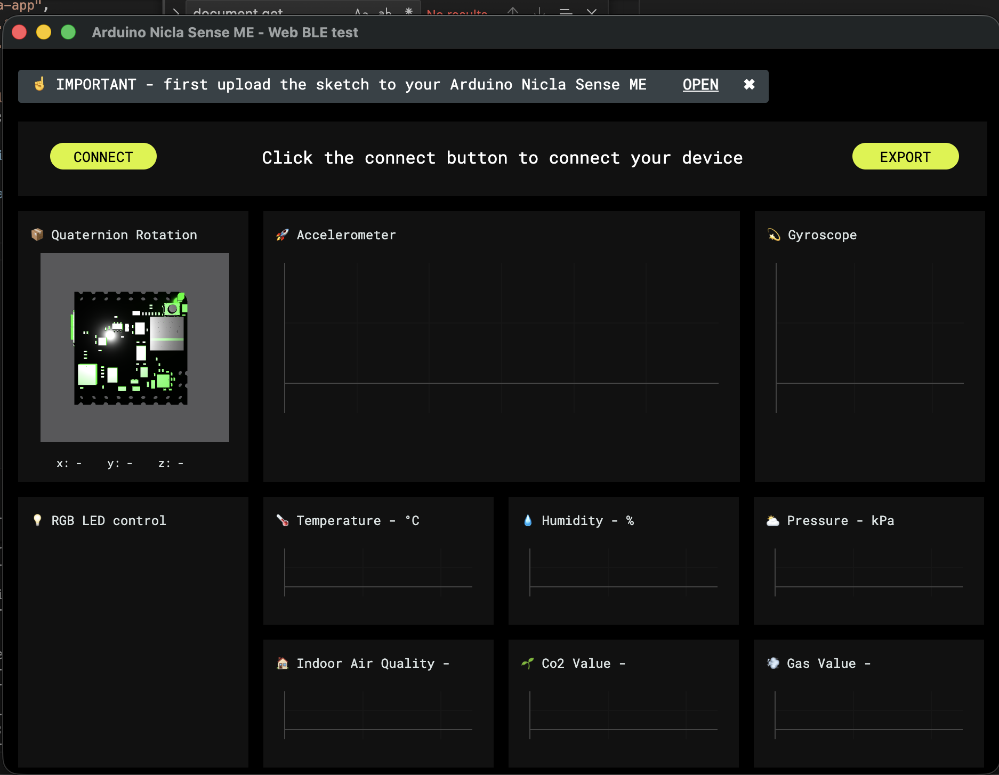 a-app",
document.get
Aa ab * No results
Arduino Nicla Sense ME - Web BLE test
IMPORTANT - first upload the sketch to your Arduino Nicla Sense ME OPEN ✖
CONNECT Click the connect button to connect your device EXPORT
Quaternion Rotation
Accelerometer
Gyroscope
x: - y: - z: -
RGB LED control
Temperature - °C
Humidity - %
Pressure - kPa
Indoor Air Quality -
Co2 Value -
Gas Value -